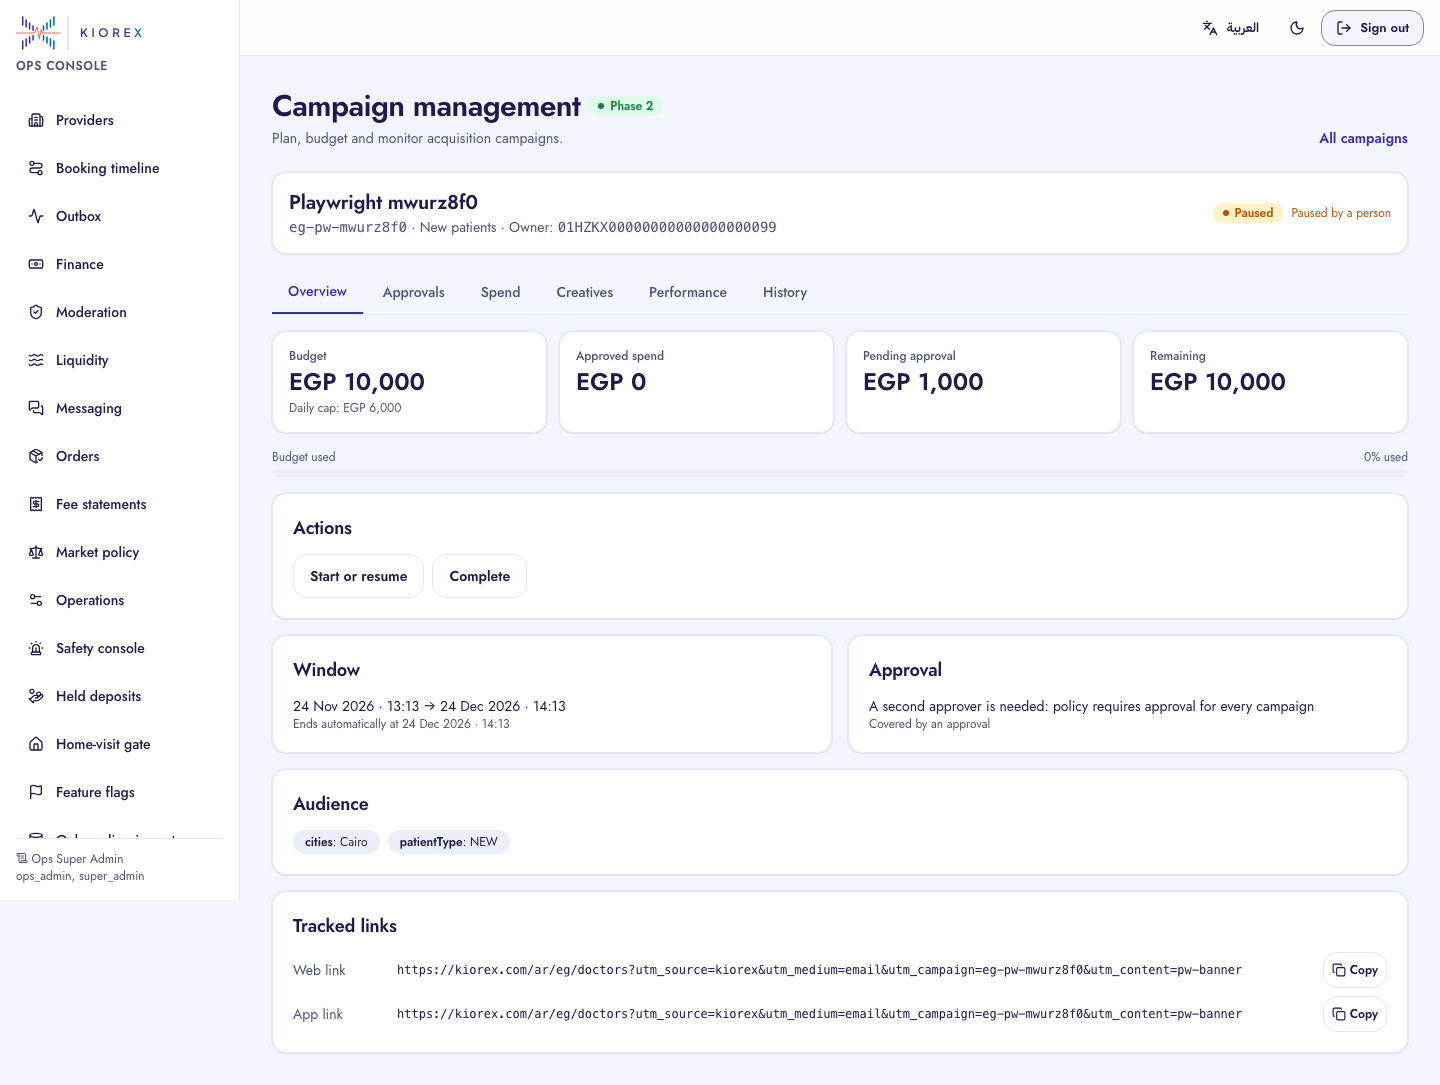 KIOREX
OPS CONSOLE
العربية
Sign out
Providers
Booking timeline
Outbox
Finance
Moderation
Liquidity
Messaging
Orders
Fee statements
Market policy
Operations
Safety console
Held deposits
Home-visit gate
Feature flags
Ops Super Admin
ops_admin, super_admin
Campaign management
Phase 2
Plan, budget and monitor acquisition campaigns.
All campaigns
Playwright mwurz8f0
eg-pw-mwurz8f0 · New patients · Owner: 01HZKX00000000000000000099
Paused
Paused by a person
Overview
Approvals
Spend
Creatives
Performance
History
Budget
EGP 10,000
Daily cap: EGP 6,000
Approved spend
EGP 0
Pending approval
EGP 1,000
Remaining
EGP 10,000
Budget used
0% used
Actions
Start or resume
Complete
Window
24 Nov 2026 · 13:13 → 24 Dec 2026 · 14:13
Ends automatically at 24 Dec 2026 · 14:13
Approval
A second approver is needed: policy requires approval for every campaign
Covered by an approval
Audience
cities: Cairo
patientType: NEW
Tracked links
Web link
https://kiorex.com/ar/eg/doctors?utm_source=kiorex&utm_medium=email&utm_campaign=eg-pw-mwurz8f0&utm_content=pw-banner
Copy
App link
https://kiorex.com/ar/eg/doctors?utm_source=kiorex&utm_medium=email&utm_campaign=eg-pw-mwurz8f0&utm_content=pw-banner
Copy